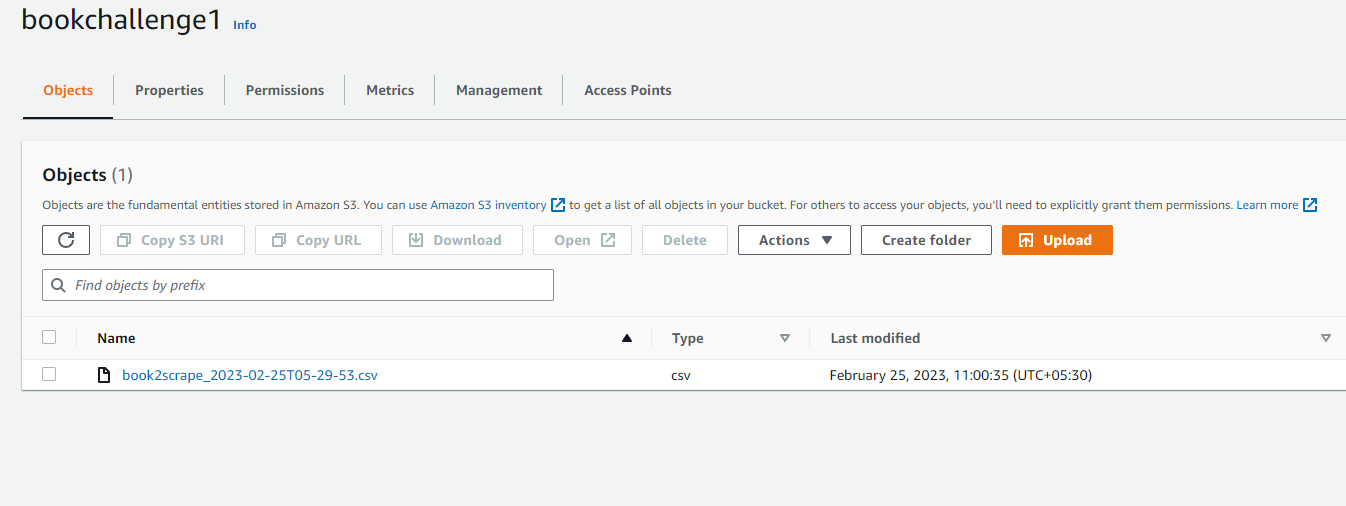 bookchallenge1 Info
Objects Properties Permissions Metrics Management Access Points
Objects (1)
Objects are the fundamental entities stored in Amazon S3. You can use Amazon S3 inventory to get a list of all objects in your bucket. For others to access your objects, you'll need to explicitly grant them permissions. Learn more
Copy S3 URI Copy URL Download Open Delete Actions Create folder Upload
Find objects by prefix
Name Type Last modified
book2scrape_2023-02-25T05-29-53.csv csv February 25, 2023, 11:00:35 (UTC+05:30)